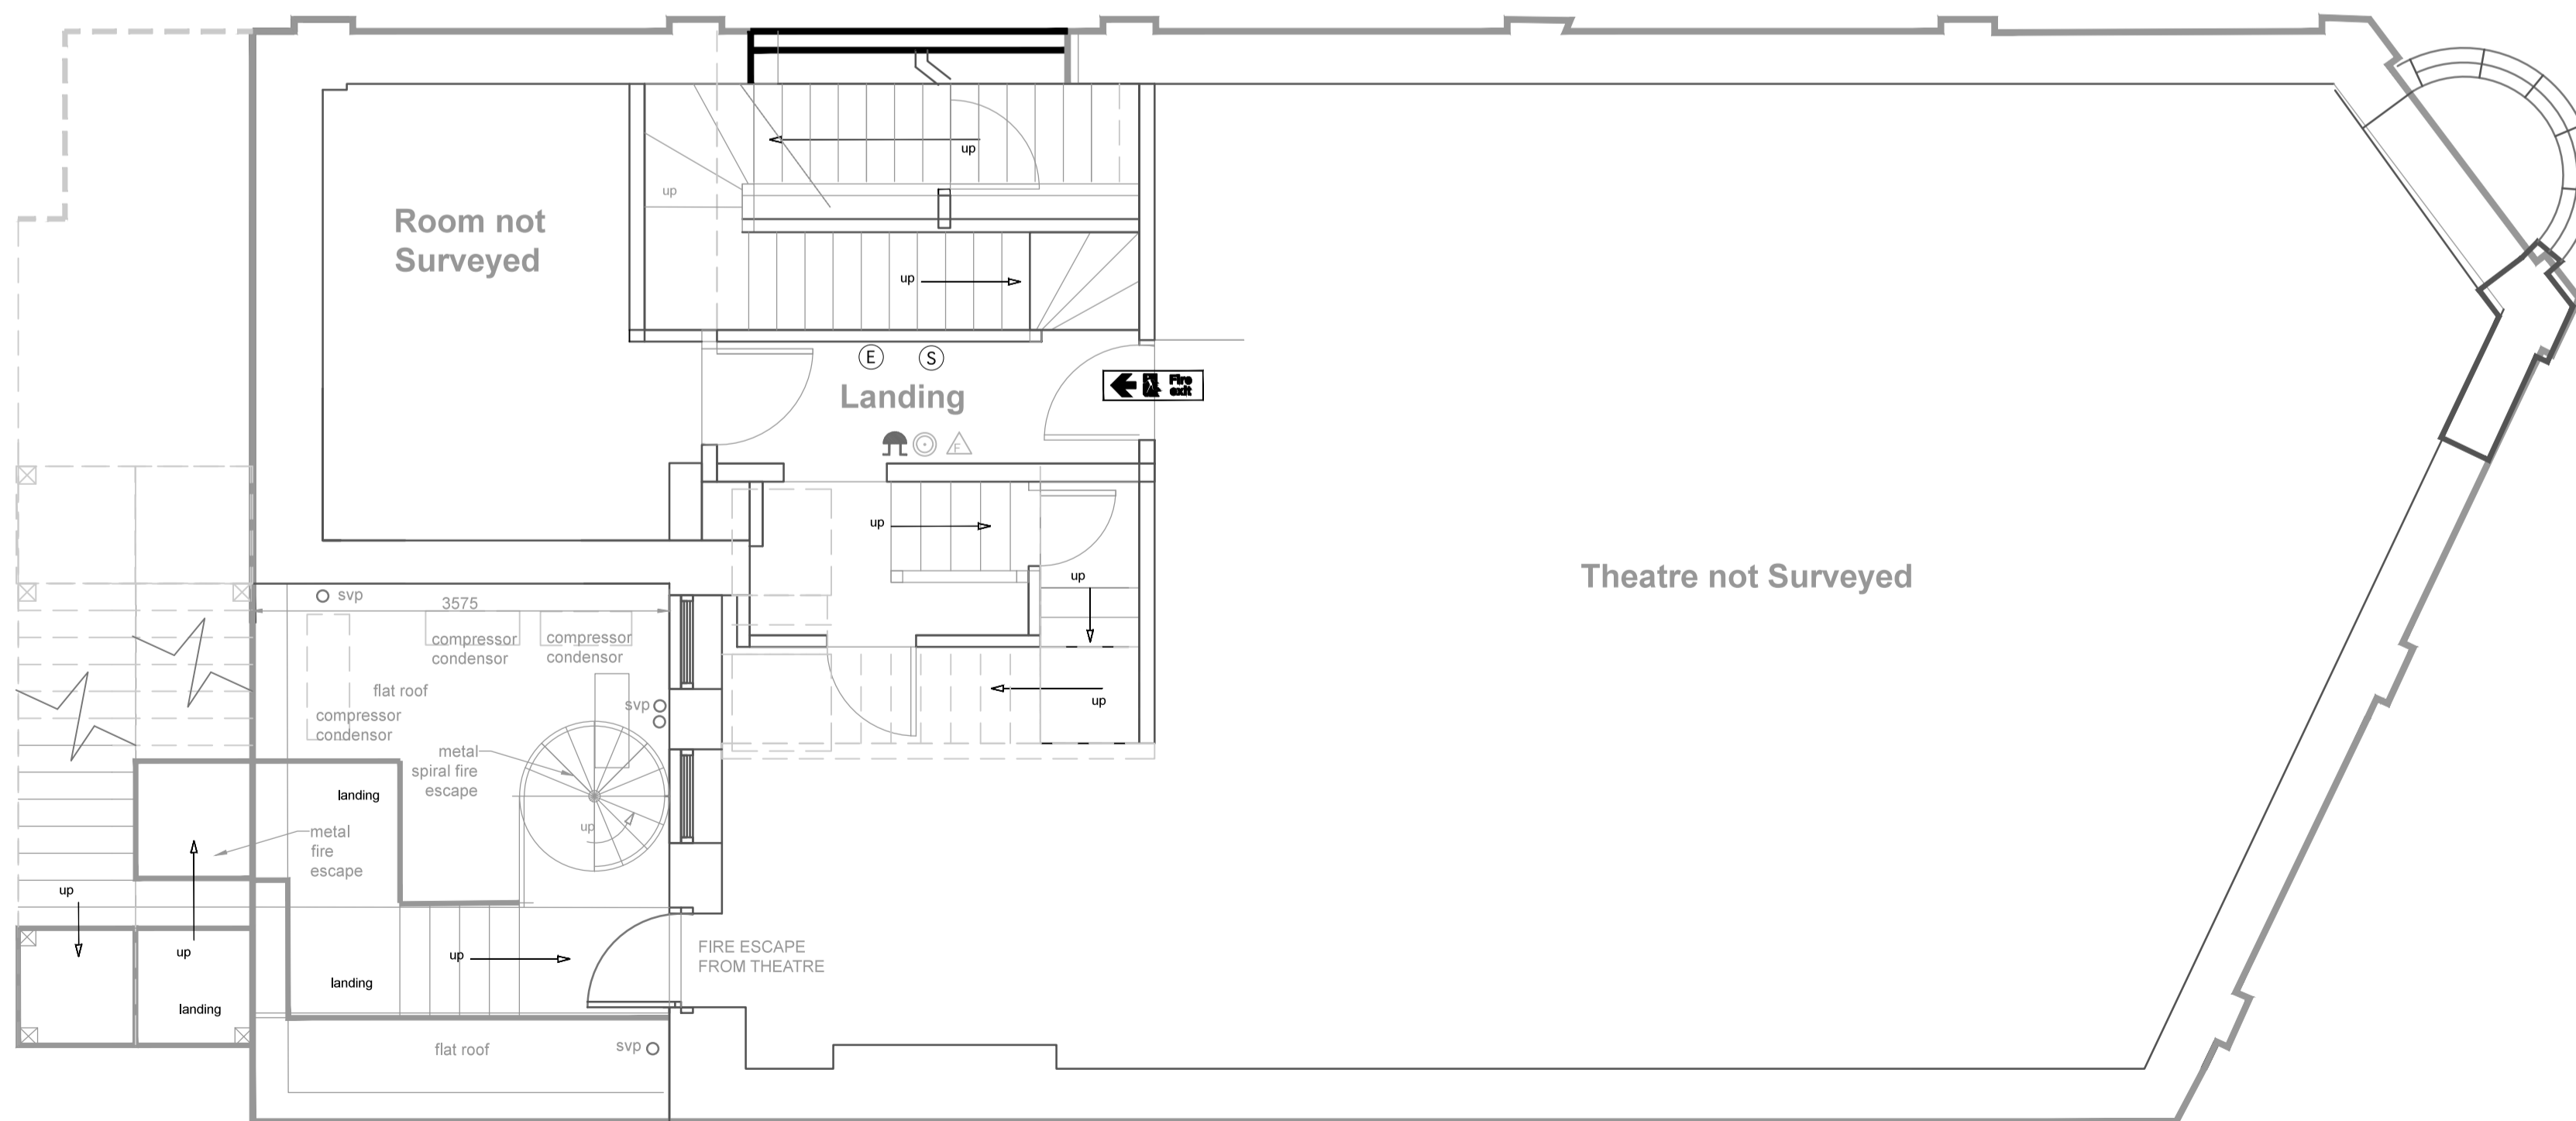 up
up
Room not
Surveyed
up
E
S
Fire
exit
Landing
F
up
up
Theatre not Surveyed
svp
3575
compressor
condensor
compressor
condensor
flat roof
svp
up
compressor
condensor
metal
spiral fire
escape
landing
up
metal
fire
escape
up
FIRE ESCAPE
FROM THEATRE
up
up
landing
landing
flat roof
svp